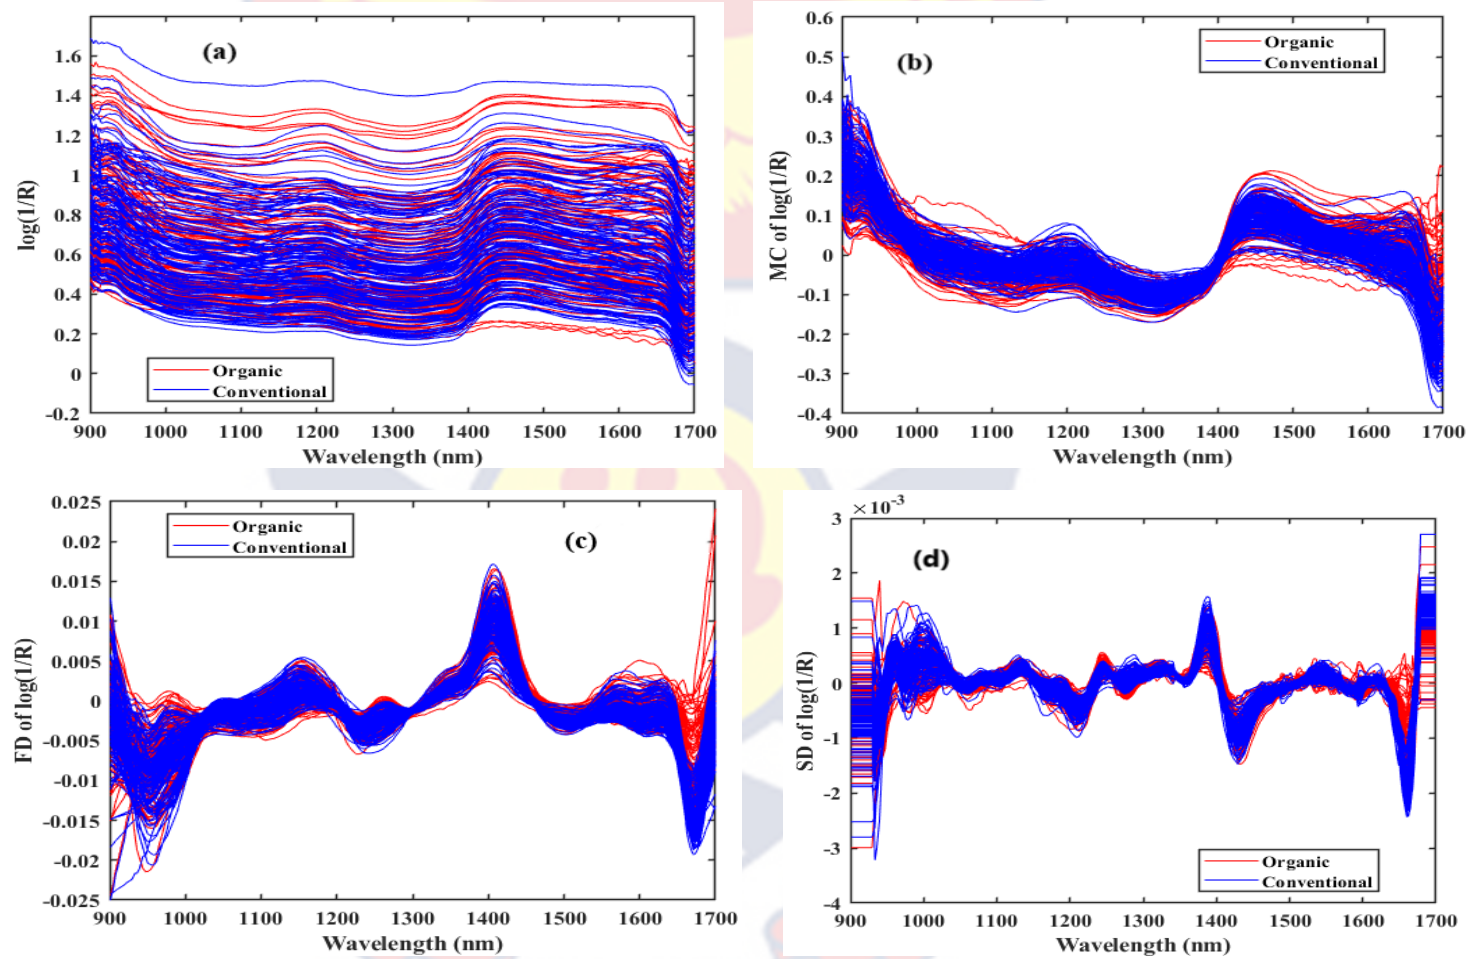 (a)
log(1/R)
1.6
1.4
1.2
1
0.8
0.6
0.4
0.2
0
-0.2
Organic
Conventional
900 1000 1100 1200 1300 1400 1500 1600 1700
Wavelength (nm)
(b)
MC of log(1/R)
0.6
0.5
0.4
0.3
0.2
0.1
0
-0.1
-0.2
-0.3
-0.4
Organic
Conventional
900 1000 1100 1200 1300 1400 1500 1600 1700
Wavelength (nm)
(c)
FD of log(1/R)
0.025
0.02
0.015
0.01
0.005
0
-0.005
-0.01
-0.015
-0.02
-0.025
Organic
Conventional
900 1000 1100 1200 1300 1400 1500 1600 1700
Wavelength (nm)
(d)
SD of log(1/R)
×10⁻³
3
2
1
0
-1
-2
-3
-4
Organic
Conventional
900 1000 1100 1200 1300 1400 1500 1600 1700
Wavelength (nm)